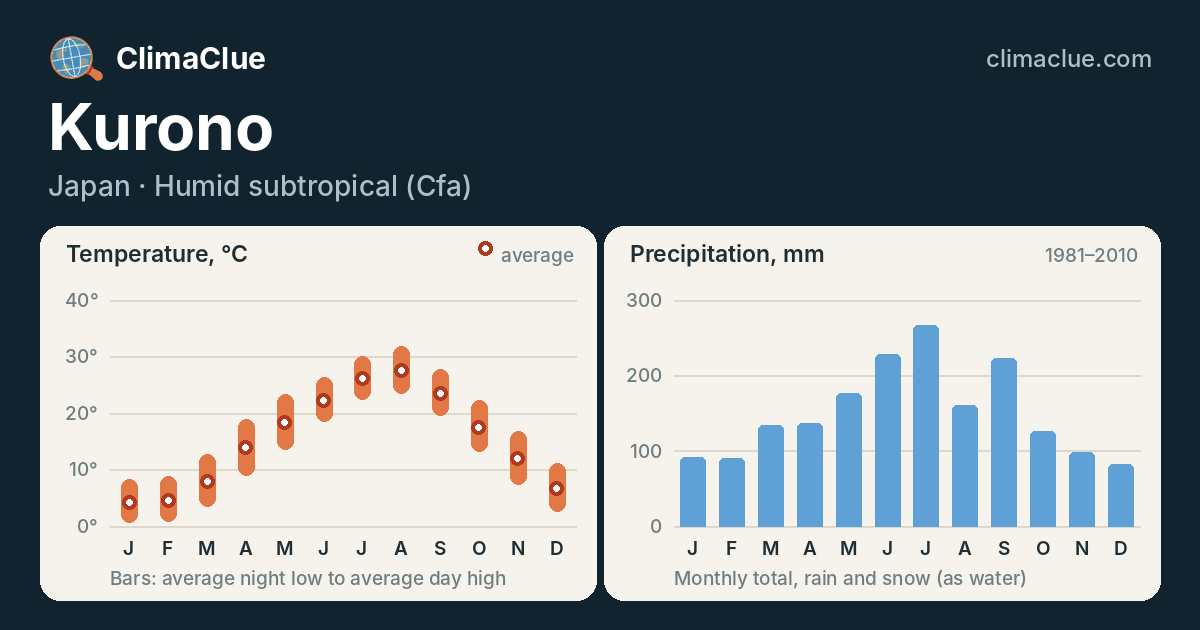 ClimaClue
climaclue.com
Kurono
Japan · Humid subtropical (Cfa)
Temperature, °C
average
40°
30°
20°
10°
0°
J F M A M J J A S O N D
Bars: average night low to average day high
Precipitation, mm
1981–2010
300
200
100
0
J F M A M J J A S O N D
Monthly total, rain and snow (as water)